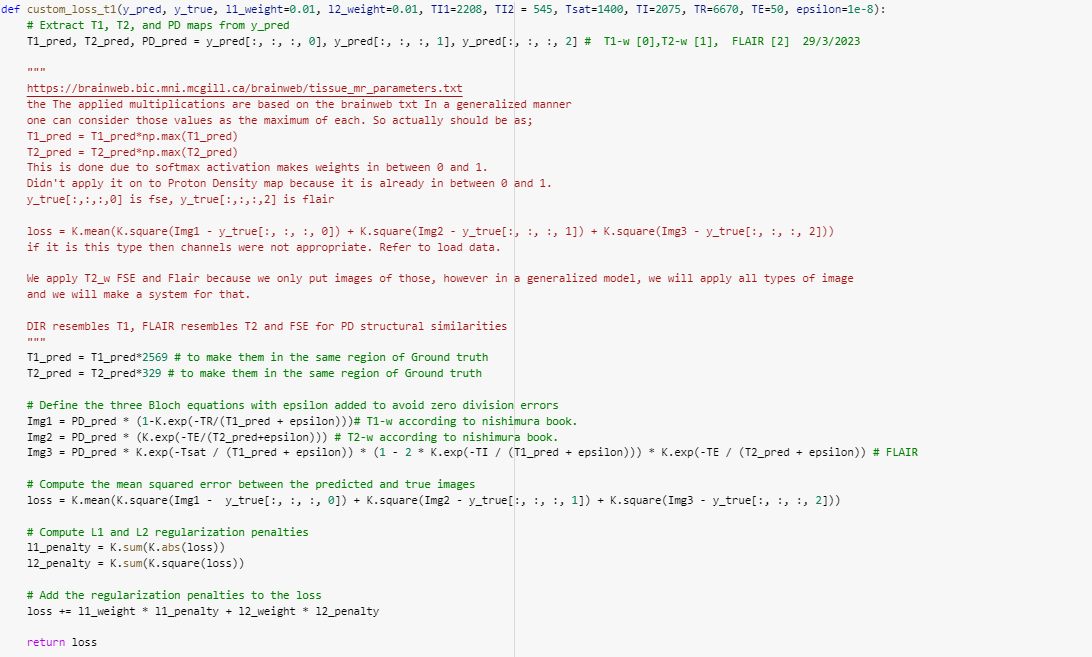 def custom_loss_t1(y_pred, y_true, l1_weight=0.01, l2_weight=0.01, TI1=2208, TI2 = 545, Tsat=1400, TI=2075, TR=6670, TE=50, epsilon=1e-8):
    # Extract T1, T2, and PD maps from y_pred
    T1_pred, T2_pred, PD_pred = y_pred[:, :, :, 0], y_pred[:, :, :, 1], y_pred[:, :, :, 2] #  T1-w [0],T2-w [1],  FLAIR [2]  29/3/2023
    """
    https://brainweb.bic.mni.mcgill.ca/brainweb/tissue_mr_parameters.txt
    the The applied multiplications are based on the brainweb txt In a generalized manner
    one can consider those values as the maximum of each. So actually should be as;
    T1_pred = T1_pred*np.max(T1_pred)
    T2_pred = T2_pred*np.max(T2_pred)
    This is done due to softmax activation makes weights in between 0 and 1.
    Didn't apply it on to Proton Density map because it is already in between 0 and 1.
    y_true[:,:,:,0] is fse, y_true[:,:,:,2] is flair
    loss = K.mean(K.square(Img1 - y_true[:, :, :, 0]) + K.square(Img2 - y_true[:, :, :, 1]) + K.square(Img3 - y_true[:, :, :, 2]))
    if it is this type then channels were not appropriate. Refer to load data.
    We apply T2_w FSE and Flair because we only put images of those, however in a generalized model, we will apply all types of image
    and we will make a system for that.
    DIR resembles T1, FLAIR resembles T2 and FSE for PD structural similarities
    """
    T1_pred = T1_pred*2569 # to make them in the same region of Ground truth
    T2_pred = T2_pred*329 # to make them in the same region of Ground truth
    # Define the three Bloch equations with epsilon added to avoid zero division errors
    Img1 = PD_pred * (1-K.exp(-TR/(T1_pred + epsilon)))# T1-w according to nishimura book.
    Img2 = PD_pred * (K.exp(-TE/(T2_pred+epsilon))) # T2-w according to nishimura book.
    Img3 = PD_pred * K.exp(-Tsat / (T1_pred + epsilon)) * (1 - 2 * K.exp(-TI / (T1_pred + epsilon))) * K.exp(-TE / (T2_pred + epsilon)) # FLAIR
    # Compute the mean squared error between the predicted and true images
    loss = K.mean(K.square(Img1 -  y_true[:, :, :, 0]) + K.square(Img2 - y_true[:, :, :, 1]) + K.square(Img3 - y_true[:, :, :, 2]))
    # Compute L1 and L2 regularization penalties
    l1_penalty = K.sum(K.abs(loss))
    l2_penalty = K.sum(K.square(loss))
    # Add the regularization penalties to the loss
    loss += l1_weight * l1_penalty + l2_weight * l2_penalty
    return loss